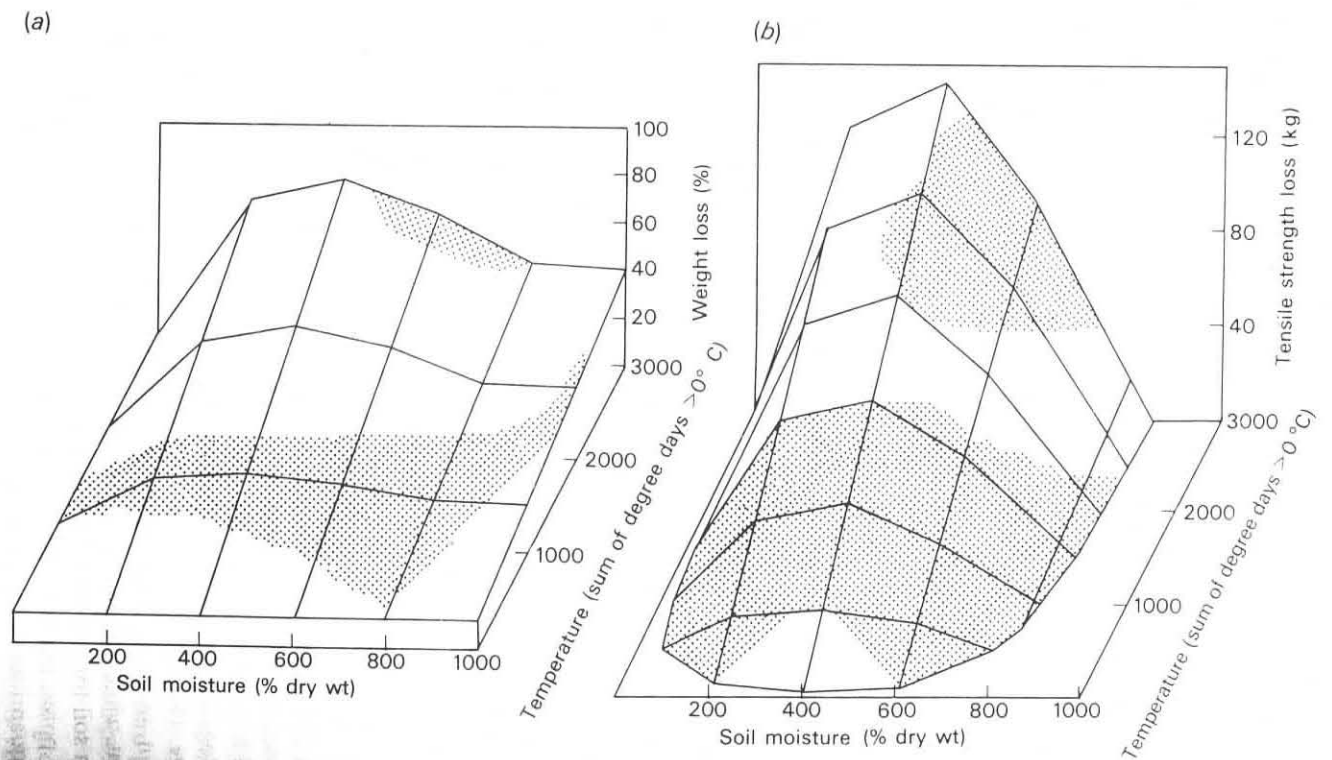 (a)
100
80
60
40
20
3000
2000
1000
Weight loss (%)
Temperature (sum of degree days >0° C)
200 400 600 800 1000
Soil moisture (% dry wt)
(b)
120
80
40
3000
2000
1000
Tensile strength loss (kg)
Temperature (sum of degree days >0 °C)
200 400 600 800 1000
Soil moisture (% dry wt)